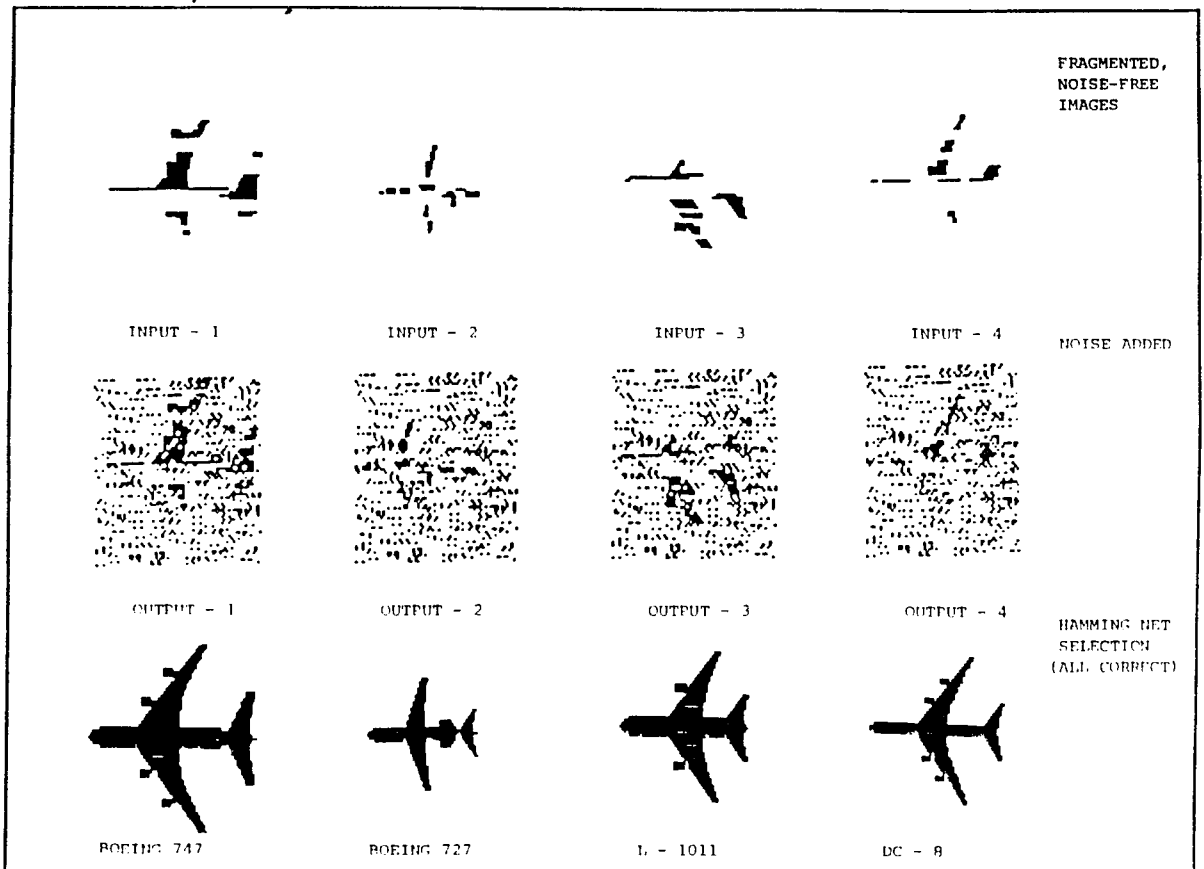 FRAGMENTED,
NOISE-FREE
IMAGES
INPUT - 1
INPUT - 2
INPUT - 3
INPUT - 4
NOISE ADDED
OUTPUT - 1
OUTPUT - 2
OUTPUT - 3
OUTPUT - 4
HAMMING NET
SELECTION
(ALL CORRECT)
BOEING 747
BOEING 727
L - 1011
DC - 8